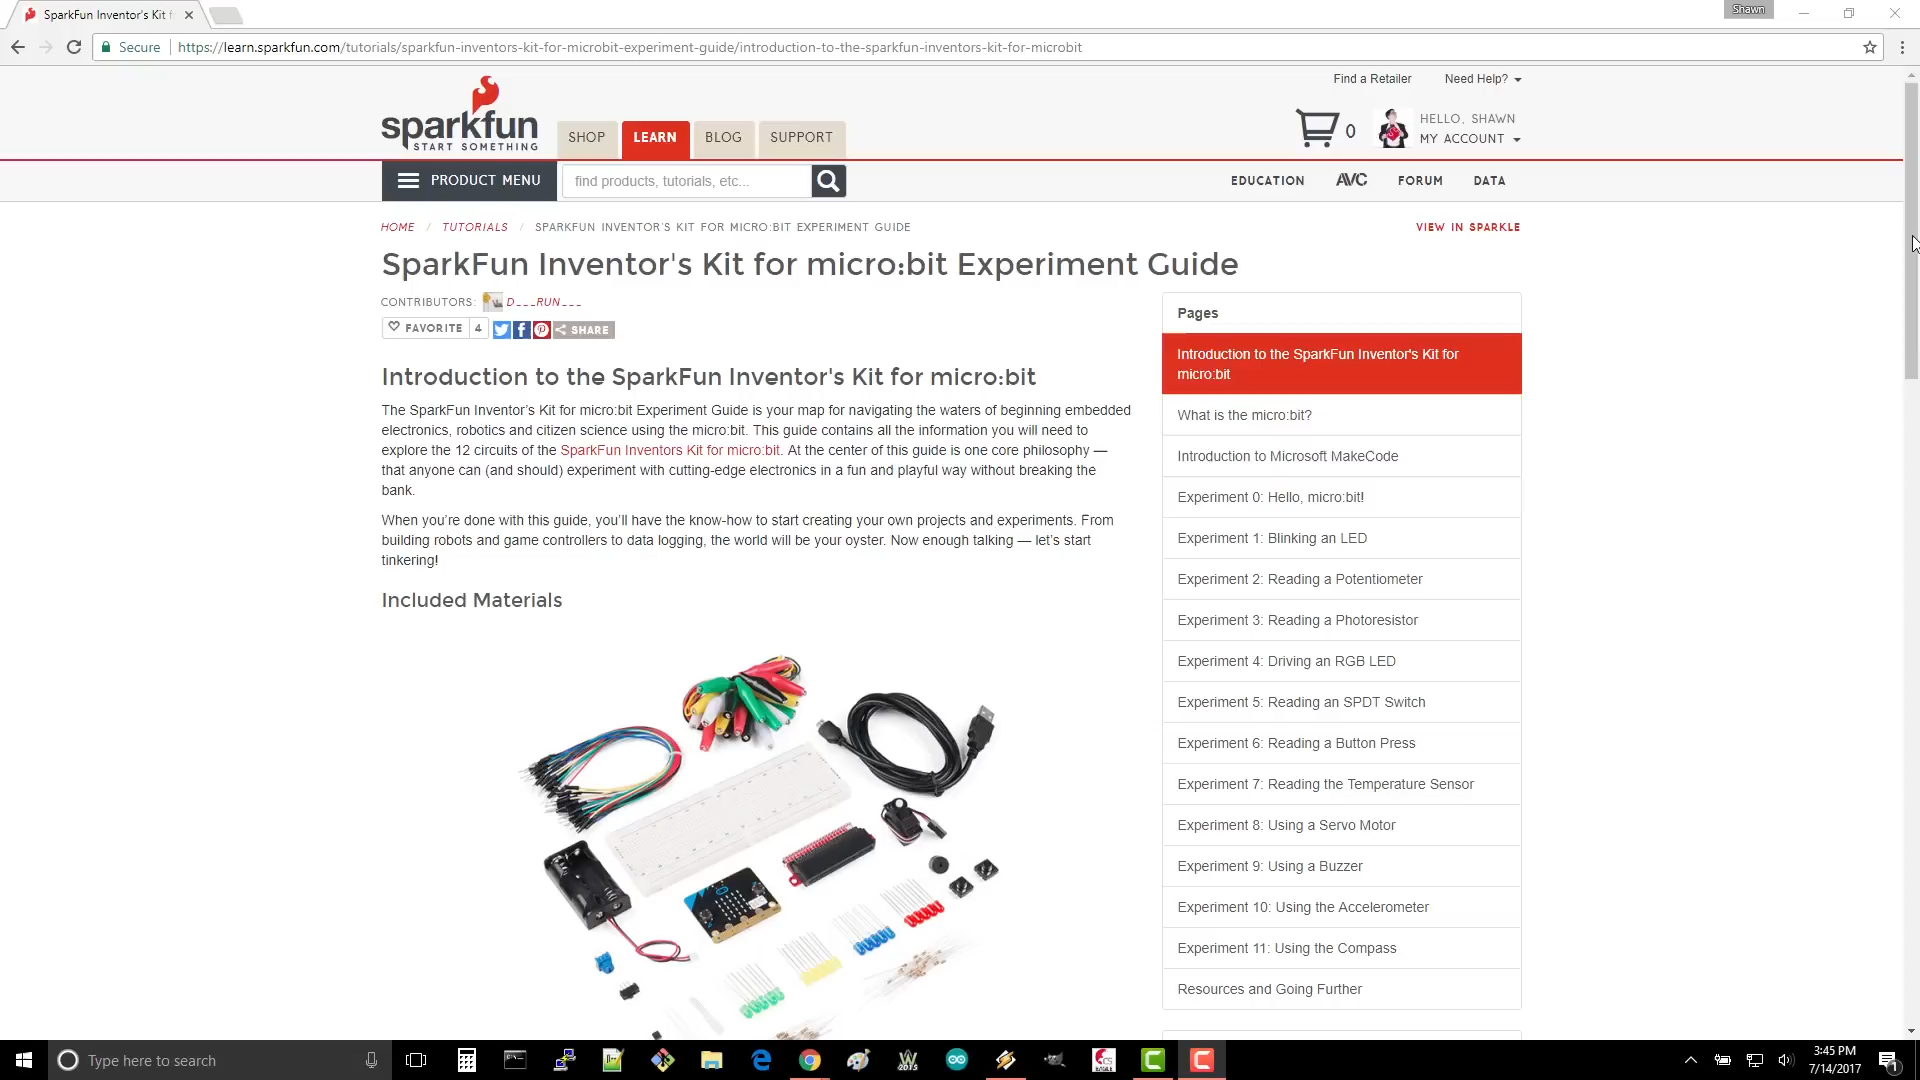 SparkFun Inventor's Kit f
Shawn
Secure
https://learn.sparkfun.com/tutorials/sparkfun-inventors-kit-for-microbit-experiment-guide/introduction-to-the-sparkfun-inventors-kit-for-microbit
Find a Retailer
Need Help?
sparkfun
START SOMETHING
SHOP
LEARN
BLOG
SUPPORT
0
HELLO, SHAWN
MY ACCOUNT
PRODUCT MENU
find products, tutorials, etc...
EDUCATION
AVC
FORUM
DATA
HOME / TUTORIALS / SPARKFUN INVENTOR'S KIT FOR MICRO:BIT EXPERIMENT GUIDE
VIEW IN SPARKLE
SparkFun Inventor's Kit for micro:bit Experiment Guide
CONTRIBUTORS: D___RUN___
FAVORITE 4
SHARE
Introduction to the SparkFun Inventor's Kit for micro:bit
The SparkFun Inventor's Kit for micro:bit Experiment Guide is your map for navigating the waters of beginning embedded
electronics, robotics and citizen science using the micro:bit. This guide contains all the information you will need to
explore the 12 circuits of the SparkFun Inventors Kit for micro:bit. At the center of this guide is one core philosophy —
that anyone can (and should) experiment with cutting-edge electronics in a fun and playful way without breaking the
bank.
When you're done with this guide, you'll have the know-how to start creating your own projects and experiments. From
building robots and game controllers to data logging, the world will be your oyster. Now enough talking — let's start
tinkering!
Included Materials
Pages
Introduction to the SparkFun Inventor's Kit for
micro:bit
What is the micro:bit?
Introduction to Microsoft MakeCode
Experiment 0: Hello, micro:bit!
Experiment 1: Blinking an LED
Experiment 2: Reading a Potentiometer
Experiment 3: Reading a Photoresistor
Experiment 4: Driving an RGB LED
Experiment 5: Reading an SPDT Switch
Experiment 6: Reading a Button Press
Experiment 7: Reading the Temperature Sensor
Experiment 8: Using a Servo Motor
Experiment 9: Using a Buzzer
Experiment 10: Using the Accelerometer
Experiment 11: Using the Compass
Resources and Going Further
Type here to search
2015
3:45 PM
7/14/2017
1